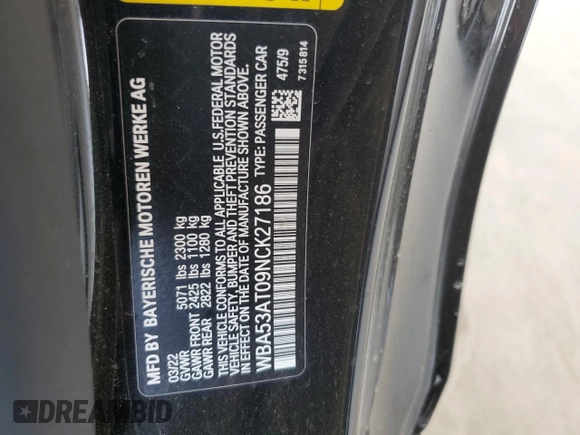 MFD BY BAYERISCHE MOTOREN WERKE AG
03/22
GVWR 5071 lbs 2300 kg
GAWR FRONT 2425 lbs 1100 kg
GAWR REAR 2822 lbs 1280 kg
THIS VEHICLE CONFORMS TO ALL APPLICABLE U.S. FEDERAL MOTOR
VEHICLE SAFETY, BUMPER AND THEFT PREVENTION STANDARDS
IN EFFECT ON THE DATE OF MANUFACTURE SHOWN ABOVE.
WBA53AT09NCK27186 TYPE: PASSENGER CAR
475/9
7 315 814
DREAMBID